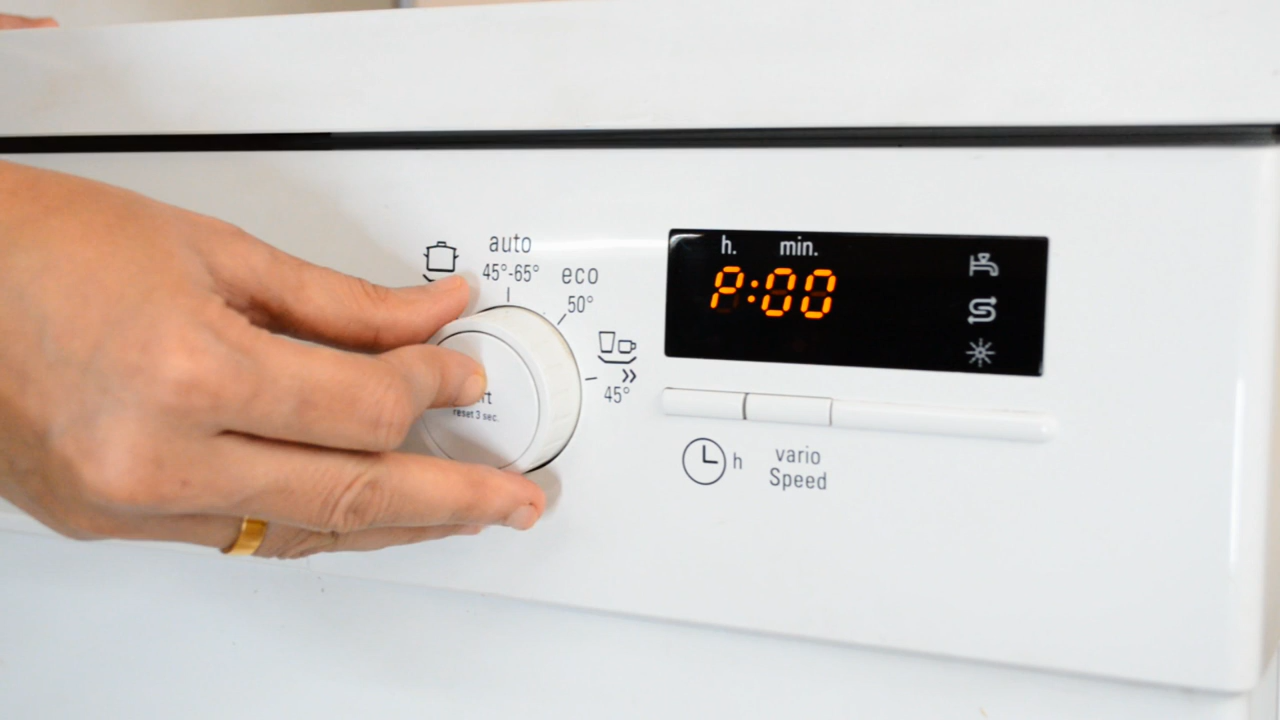 auto
45°-65°
eco
50°
45°
reset 3 sec.
h. min.
P:00
h
vario
Speed